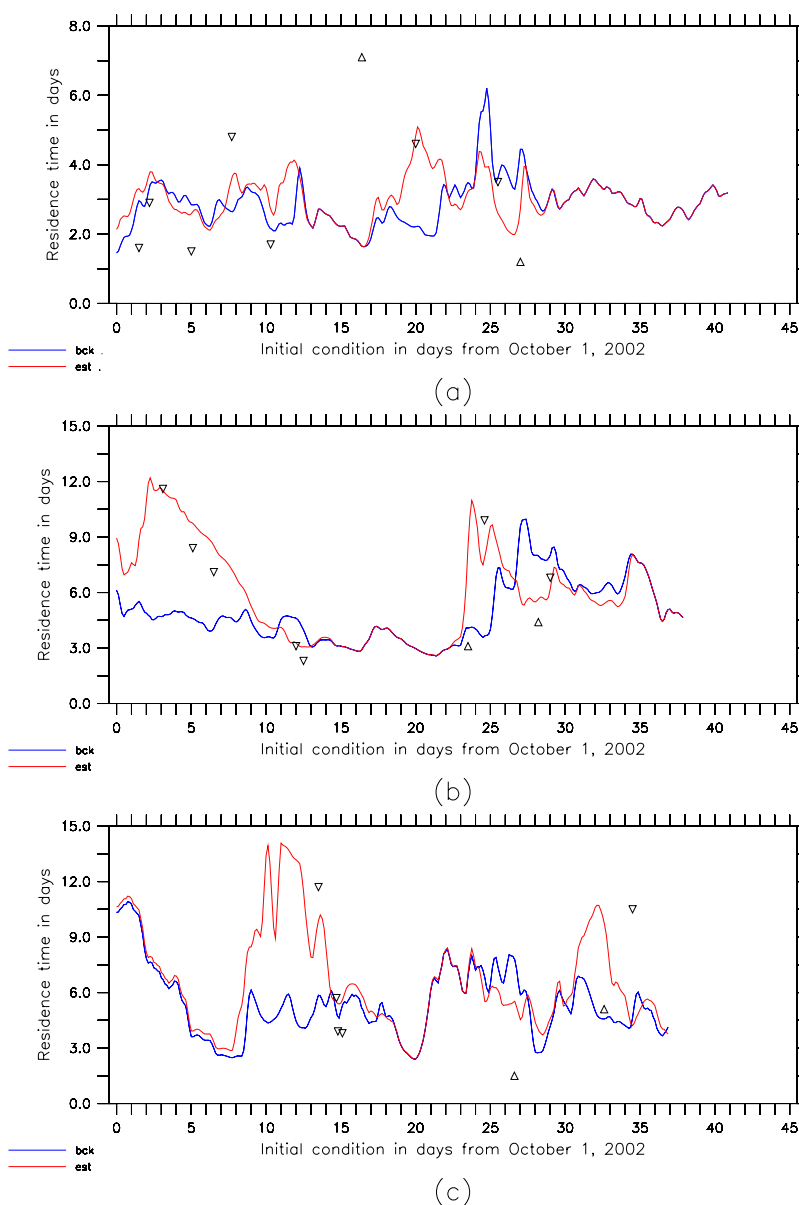 8.0
6.0
4.0
2.0
0.0
Residence time in days
0 5 10 15 20 25 30 35 40 45
Initial condition in days from October 1, 2002
bck .
est .
(a)
15.0
12.0
9.0
6.0
3.0
0.0
Residence time in days
0 5 10 15 20 25 30 35 40 45
Initial condition in days from October 1, 2002
bck
est
(b)
15.0
12.0
9.0
6.0
3.0
0.0
Residence time in days
0 5 10 15 20 25 30 35 40 45
Initial condition in days from October 1, 2002
bck
est
(c)